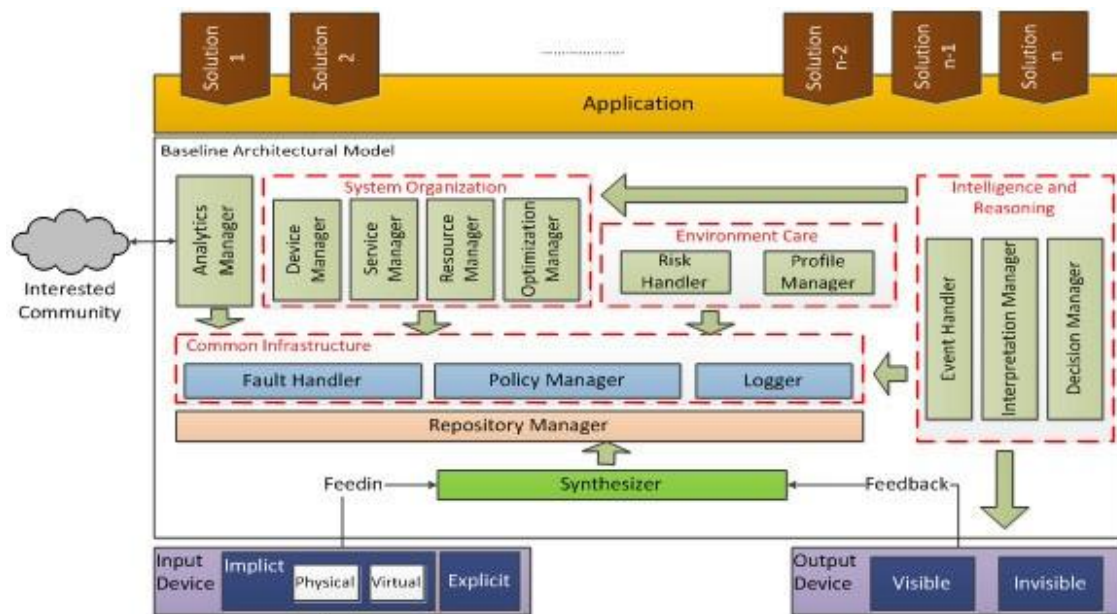 Solution
1
Solution
2
....................
Solution
n-2
Solution
n-1
Solution
n
Application
Baseline Architectural Model
Analytics
Manager
System Organization
Device
Manager
Service
Manager
Resource
Manager
Optimization
Manager
Environment Care
Risk
Handler
Profile
Manager
Intelligence and
Reasoning
Event Handler
Interpretation Manager
Decision Manager
Interested
Community
Common Infrastructure
Fault Handler
Policy Manager
Logger
Repository Manager
Feedin
Synthesizer
Feedback
Input
Device
Implict
Physical
Virtual
Explicit
Output
Device
Visible
Invisible